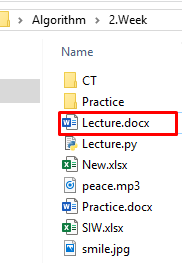 Algorithm > 2.Week
Name
CT
Practice
Lecture.docx
Lecture.py
New.xlsx
peace.mp3
Practice.docx
SIW.xlsx
smile.jpg